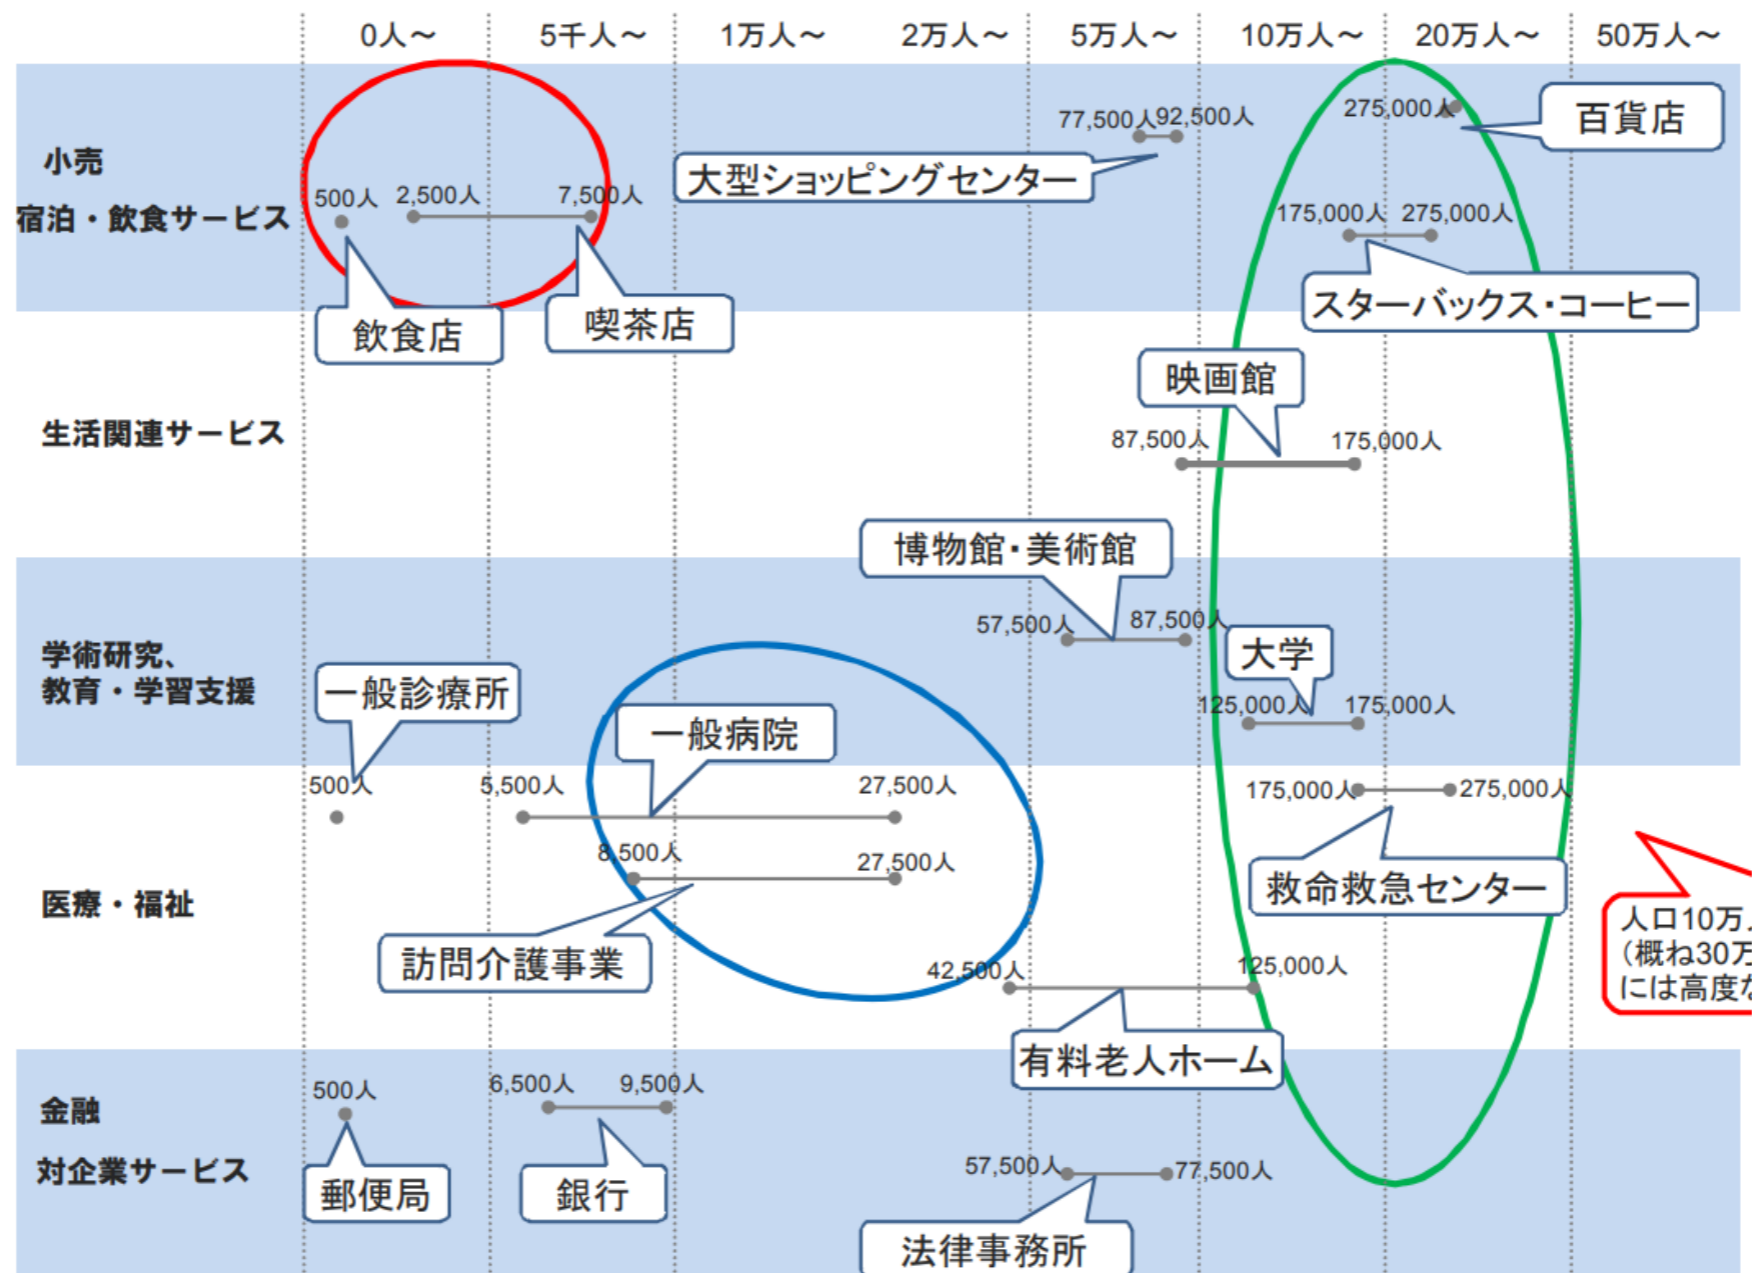 0人～ 5千人～ 1万人～ 2万人～ 5万人～ 10万人～ 20万人～ 50万人～
小売
宿泊・飲食サービス
500人 2,500人 7,500人
飲食店
喫茶店
77,500人 92,500人
大型ショッピングセンター
275,000人
百貨店
175,000人 275,000人
スターバックス・コーヒー
生活関連サービス
映画館
87,500人 175,000人
学術研究、
教育・学習支援
博物館・美術館
57,500人 87,500人
大学
125,000人 175,000人
医療・福祉
一般診療所
500人
一般病院
5,500人 27,500人
8,500人 27,500人
訪問介護事業
175,000人 275,000人
救命救急センター
42,500人 125,000人
有料老人ホーム
人口10万
（概ね30万
には高度な
金融
対企業サービス
500人
郵便局
6,500人 9,500人
銀行
57,500人 77,500人
法律事務所